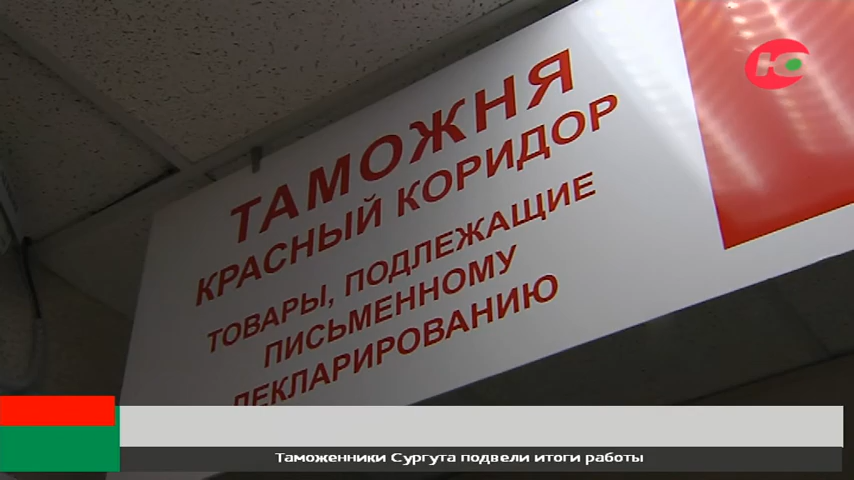 ТАМОЖНЯ
КРАСНЫЙ КОРИДОР
ТОВАРЫ, ПОДЛЕЖАЩИЕ
ПИСЬМЕННОМУ
ДЕКЛАРИРОВАНИЮ
Ю
Таможенники Сургута подвели итоги работы